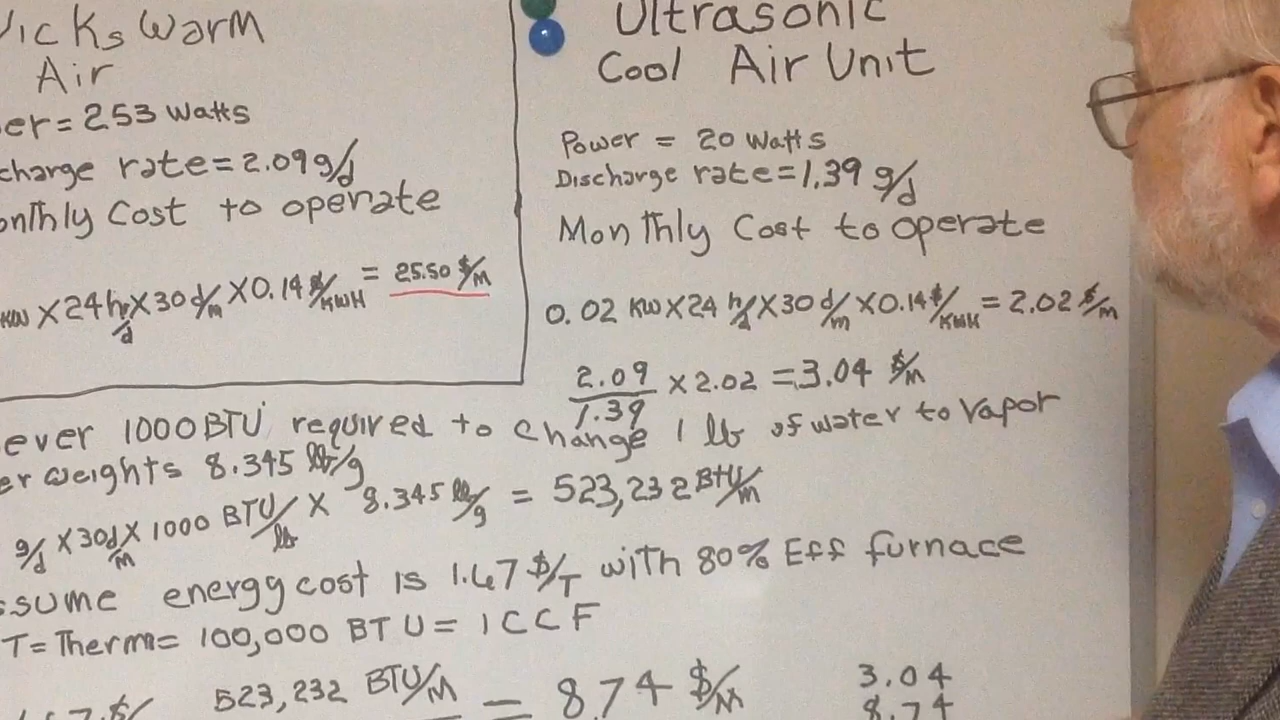 Vicks Warm
Air
er = 253 Watts
charge rate = 2.09 g/d
onthly Cost to operate
KW X 24 hr/d X 30 d/m X 0.14 $/KWH = 25.50 $/M
Ultrasonic
Cool Air Unit
Power = 20 Watts
Discharge rate = 1.39 g/d
Monthly Cost to operate
0.02 KW X 24 h/d X 30 d/m X 0.14 $/KWH = 2.02 $/m
2.09/1.39 X 2.02 = 3.04 $/m
ever 1000 BTU required to change 1 lb of water to vapor
er weights 8.345 lb/g
g/d X 30 d/m X 1000 BTU/lb X 8.345 lb/g = 523,232 BTU/m
ssume energy cost is 1.67 $/T with 80% Eff furnace
T = Therm = 100,000 BTU = 1 CCF
523,232 BTU/M = 8.74 $/M
3.04
8.74